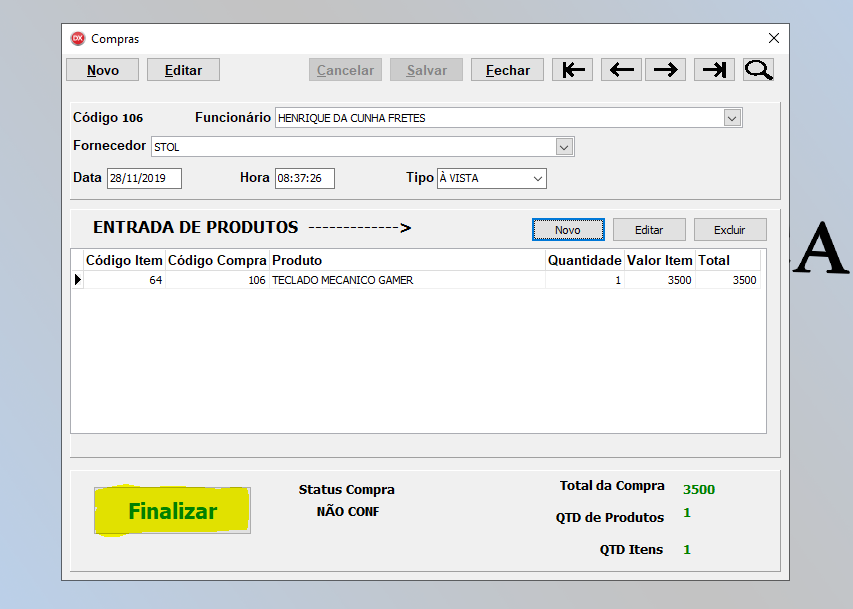 DX Compras
Novo Editar Cancelar Salvar Fechar
Código 106 Funcionário HENRIQUE DA CUNHA FRETES
Fornecedor STOL
Data 28/11/2019 Hora 08:37:26 Tipo À VISTA
ENTRADA DE PRODUTOS -------------> Novo Editar Excluir
Código Item Código Compra Produto Quantidade Valor Item Total
64 106 TECLADO MECANICO GAMER 1 3500 3500
Finalizar
Status Compra
NÃO CONF
Total da Compra 3500
QTD de Produtos 1
QTD Itens 1
A